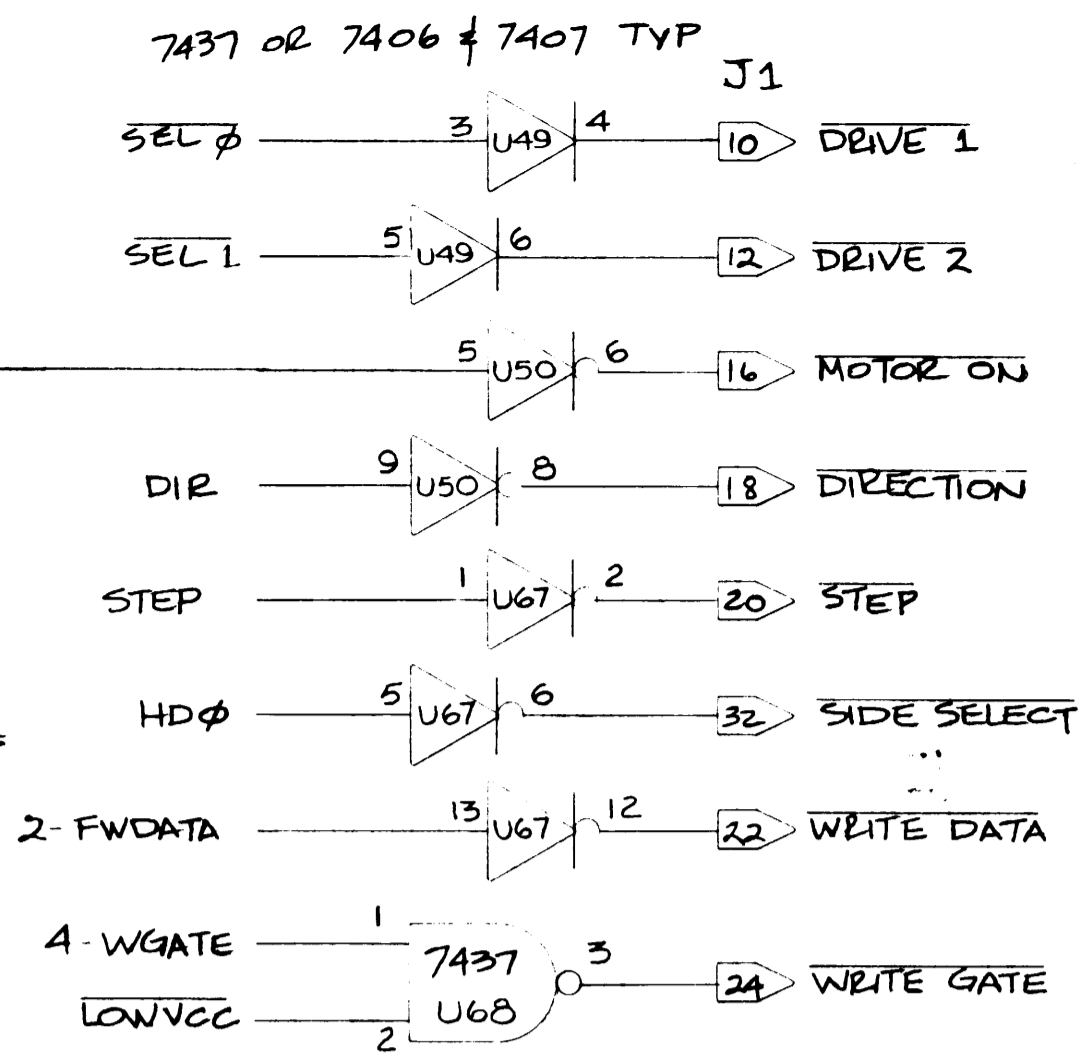 7437 OR 7406 & 7407 TYP
J1
SEL 0 3 U49 4 10 DRIVE 1
SEL 1 5 U49 6 12 DRIVE 2
5 U50 6 16 MOTOR ON
DIR 9 U50 8 18 DIRECTION
STEP 1 U67 2 20 STEP
HD0 5 U67 6 32 SIDE SELECT
2-FWDATA 13 U67 12 22 WRITE DATA
4-WGATE 1 7437 3 24 WRITE GATE
LOWVCC 2 U68